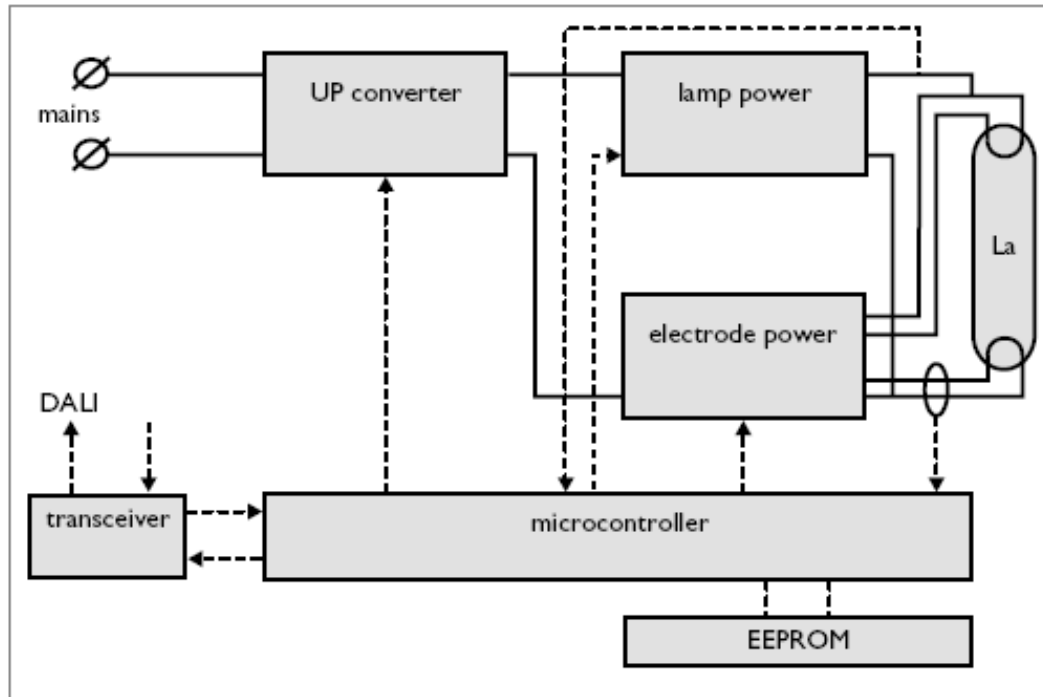 UP converter
lamp power
mains
La
electrode power
DALI
transceiver
microcontroller
EEPROM